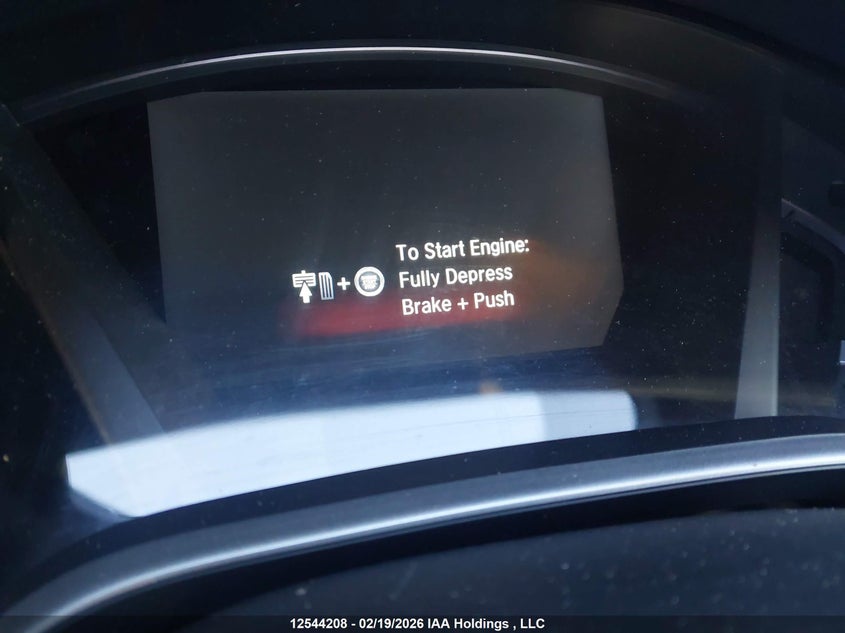 To Start Engine:
Fully Depress
Brake + Push
12544208 - 02/19/2026 IAA Holdings , LLC